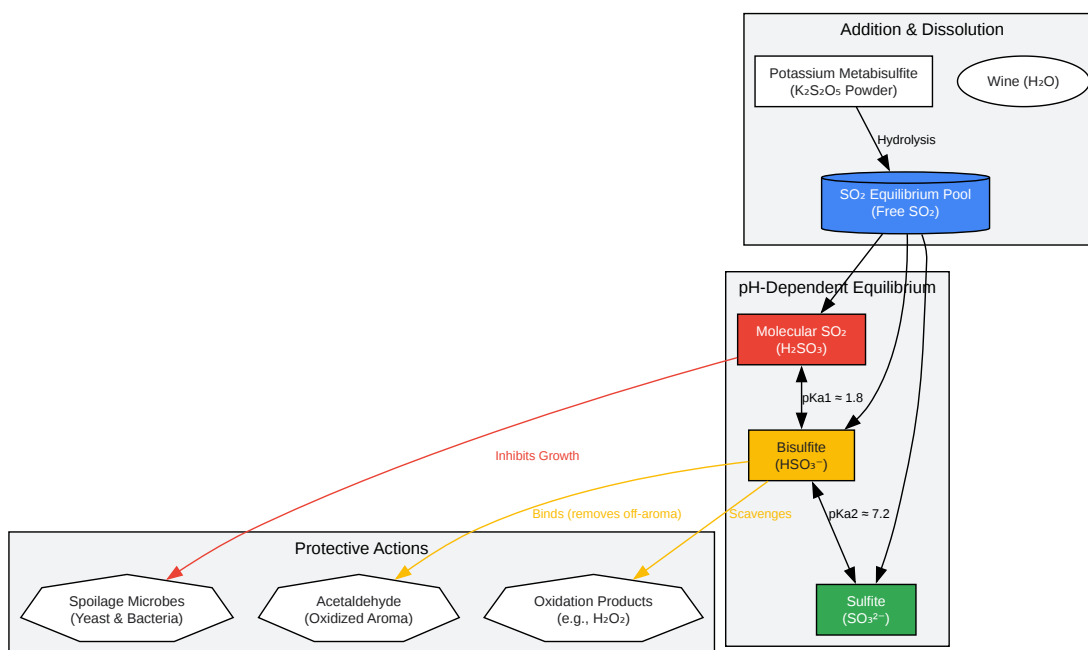 Addition & Dissolution
Potassium Metabisulfite
(K₂S₂O₅ Powder)
Wine (H₂O)
Hydrolysis
SO₂ Equilibrium Pool
(Free SO₂)
pH-Dependent Equilibrium
Molecular SO₂
(H₂SO₃)
pKa1 ≈ 1.8
Bisulfite
(HSO₃⁻)
Inhibits Growth
Binds (removes off-aroma)
Scavenges
pKa2 ≈ 7.2
Protective Actions
Spoilage Microbes
(Yeast & Bacteria)
Acetaldehyde
(Oxidized Aroma)
Oxidation Products
(e.g., H₂O₂)
Sulfite
(SO₃²⁻)